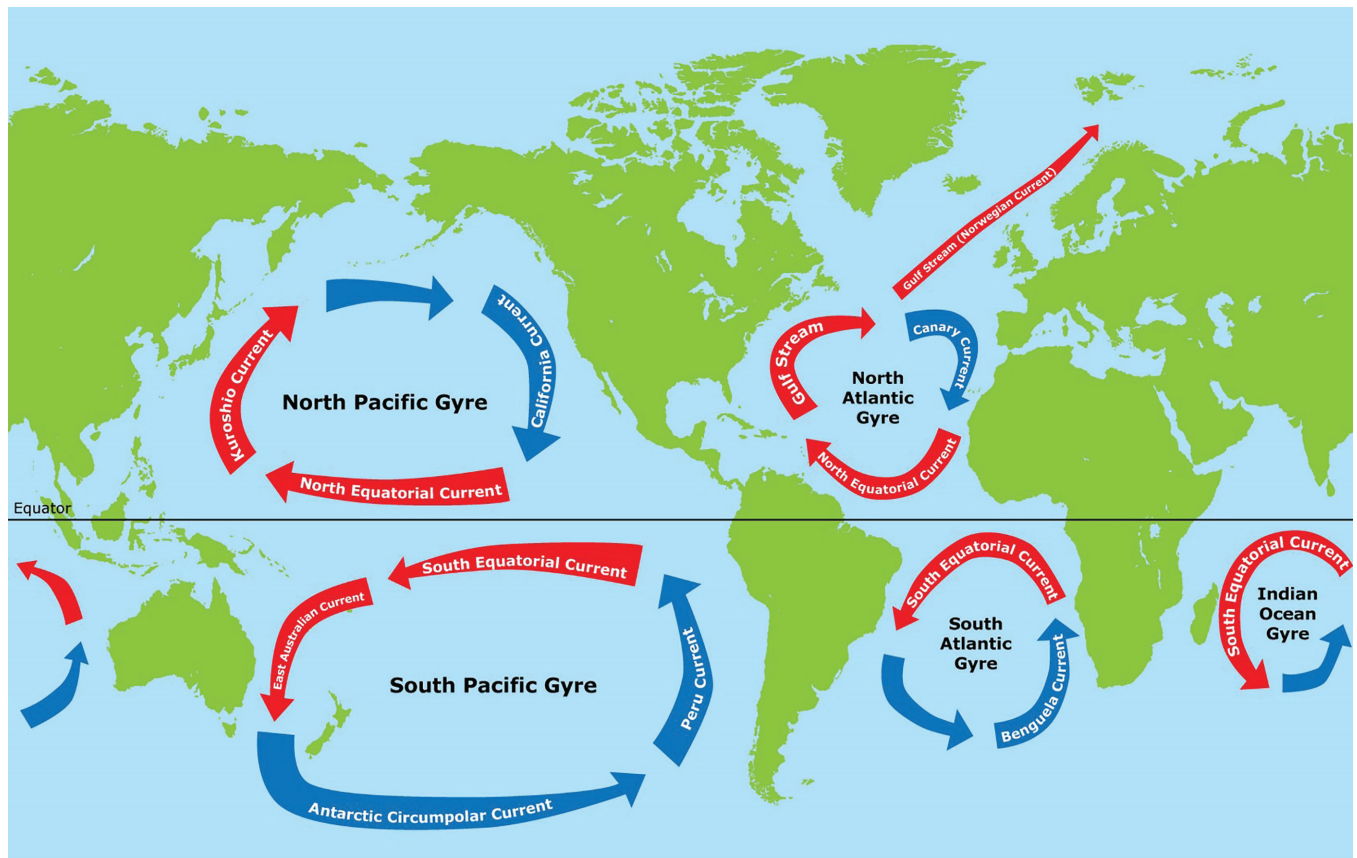 Gulf Stream (Norwegian Current)
California Current
Kuroshio Current
North Pacific Gyre
North Equatorial Current
Gulf Stream
Canary Current
North
Atlantic
Gyre
North Equatorial Current
Equator
South Equatorial Current
East Australian Current
South Pacific Gyre
Peru Current
Antarctic Circumpolar Current
South Equatorial Current
South
Atlantic
Gyre
Benguela Current
South Equatorial Current
Indian
Ocean
Gyre